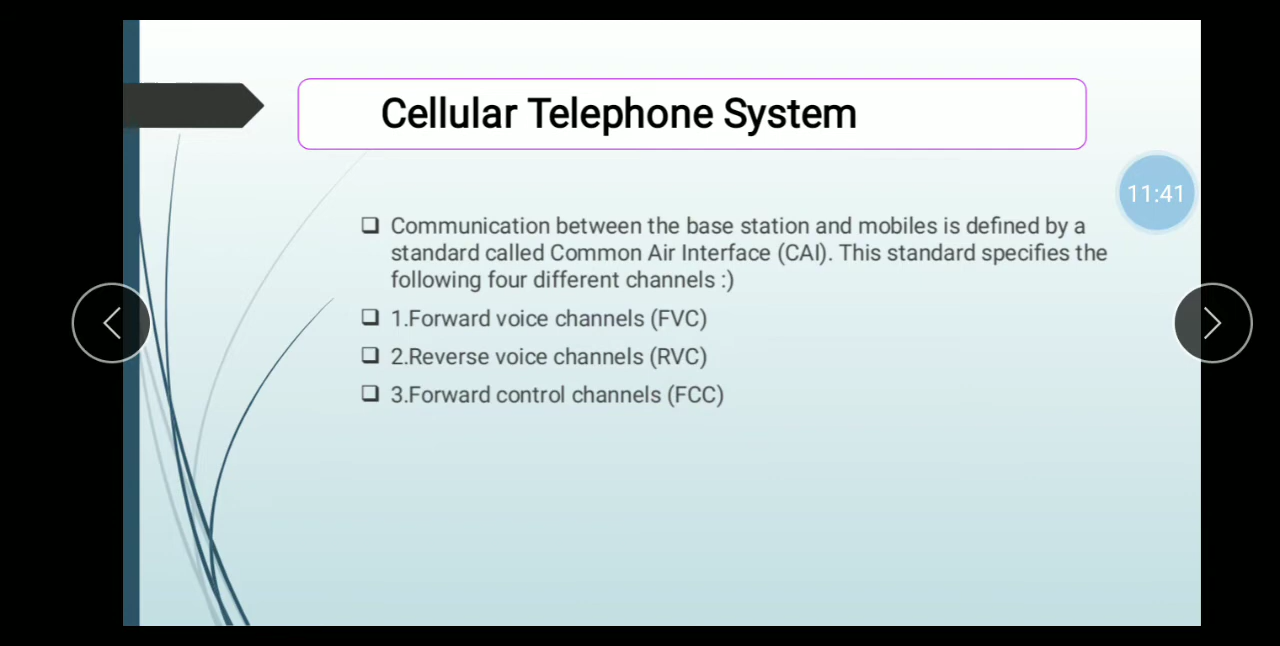 Cellular Telephone System
11:41
❑ Communication between the base station and mobiles is defined by a
standard called Common Air Interface (CAI). This standard specifies the
following four different channels :)
❑ 1.Forward voice channels (FVC)
❑ 2.Reverse voice channels (RVC)
❑ 3.Forward control channels (FCC)